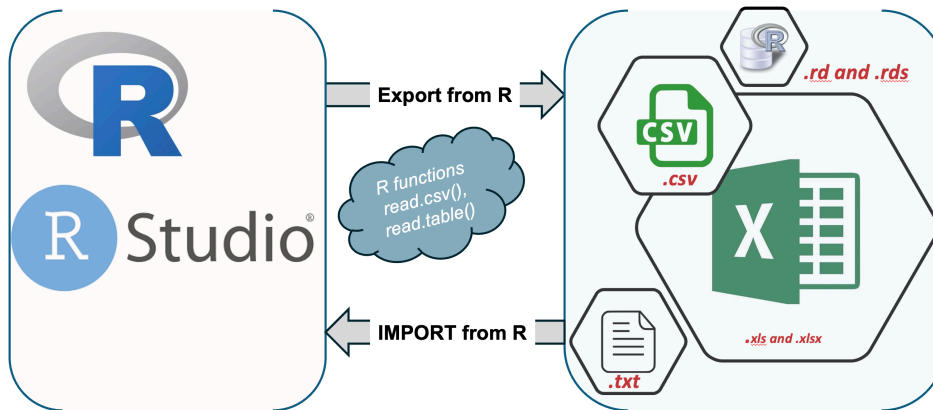 R
R Studio®
Export from R
R functions
read.csv(),
read.table()
IMPORT from R
R
.rd and .rds
CSV
.csv
X
.xls and .xlsx
.txt